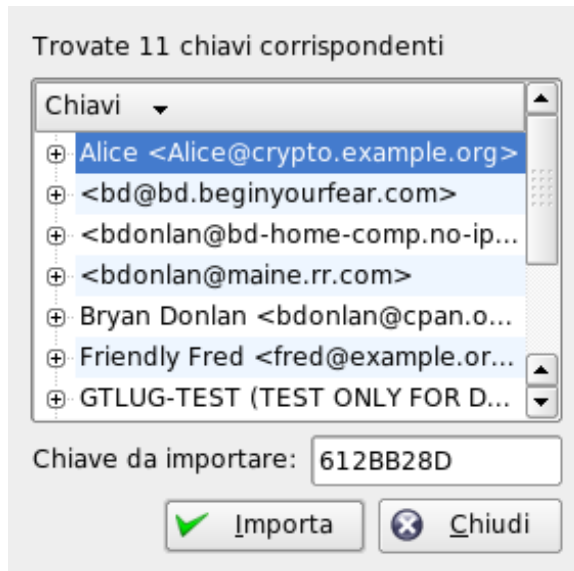 Trovate 11 chiavi corrispondenti
Chiavi
Alice <Alice@crypto.example.org>
<bd@bd.beginyourfear.com>
<bdonlan@bd-home-comp.no-ip...
<bdonlan@maine.rr.com>
Bryan Donlan <bdonlan@cpan.o...
Friendly Fred <fred@example.or...
GTLUG-TEST (TEST ONLY FOR D...
Chiave da importare: 612BB28D
Importa Chiudi